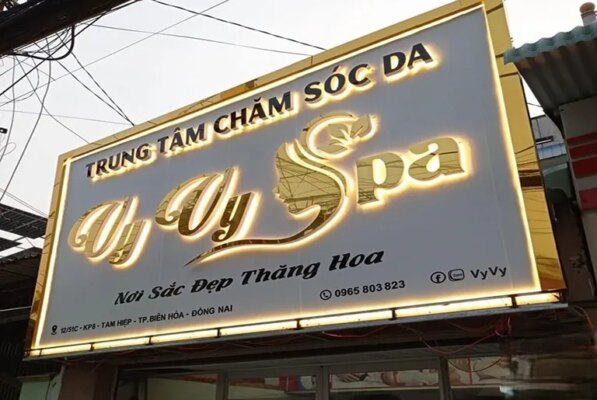 TRUNG TÂM CHĂM SÓC DA
Vy Vy Spa
Nơi Sắc Đẹp Thăng Hoa
0965 803 823
VyVy
12/51C - KP8 - TAM HIỆP - TP.BIÊN HÒA - ĐỒNG NAI